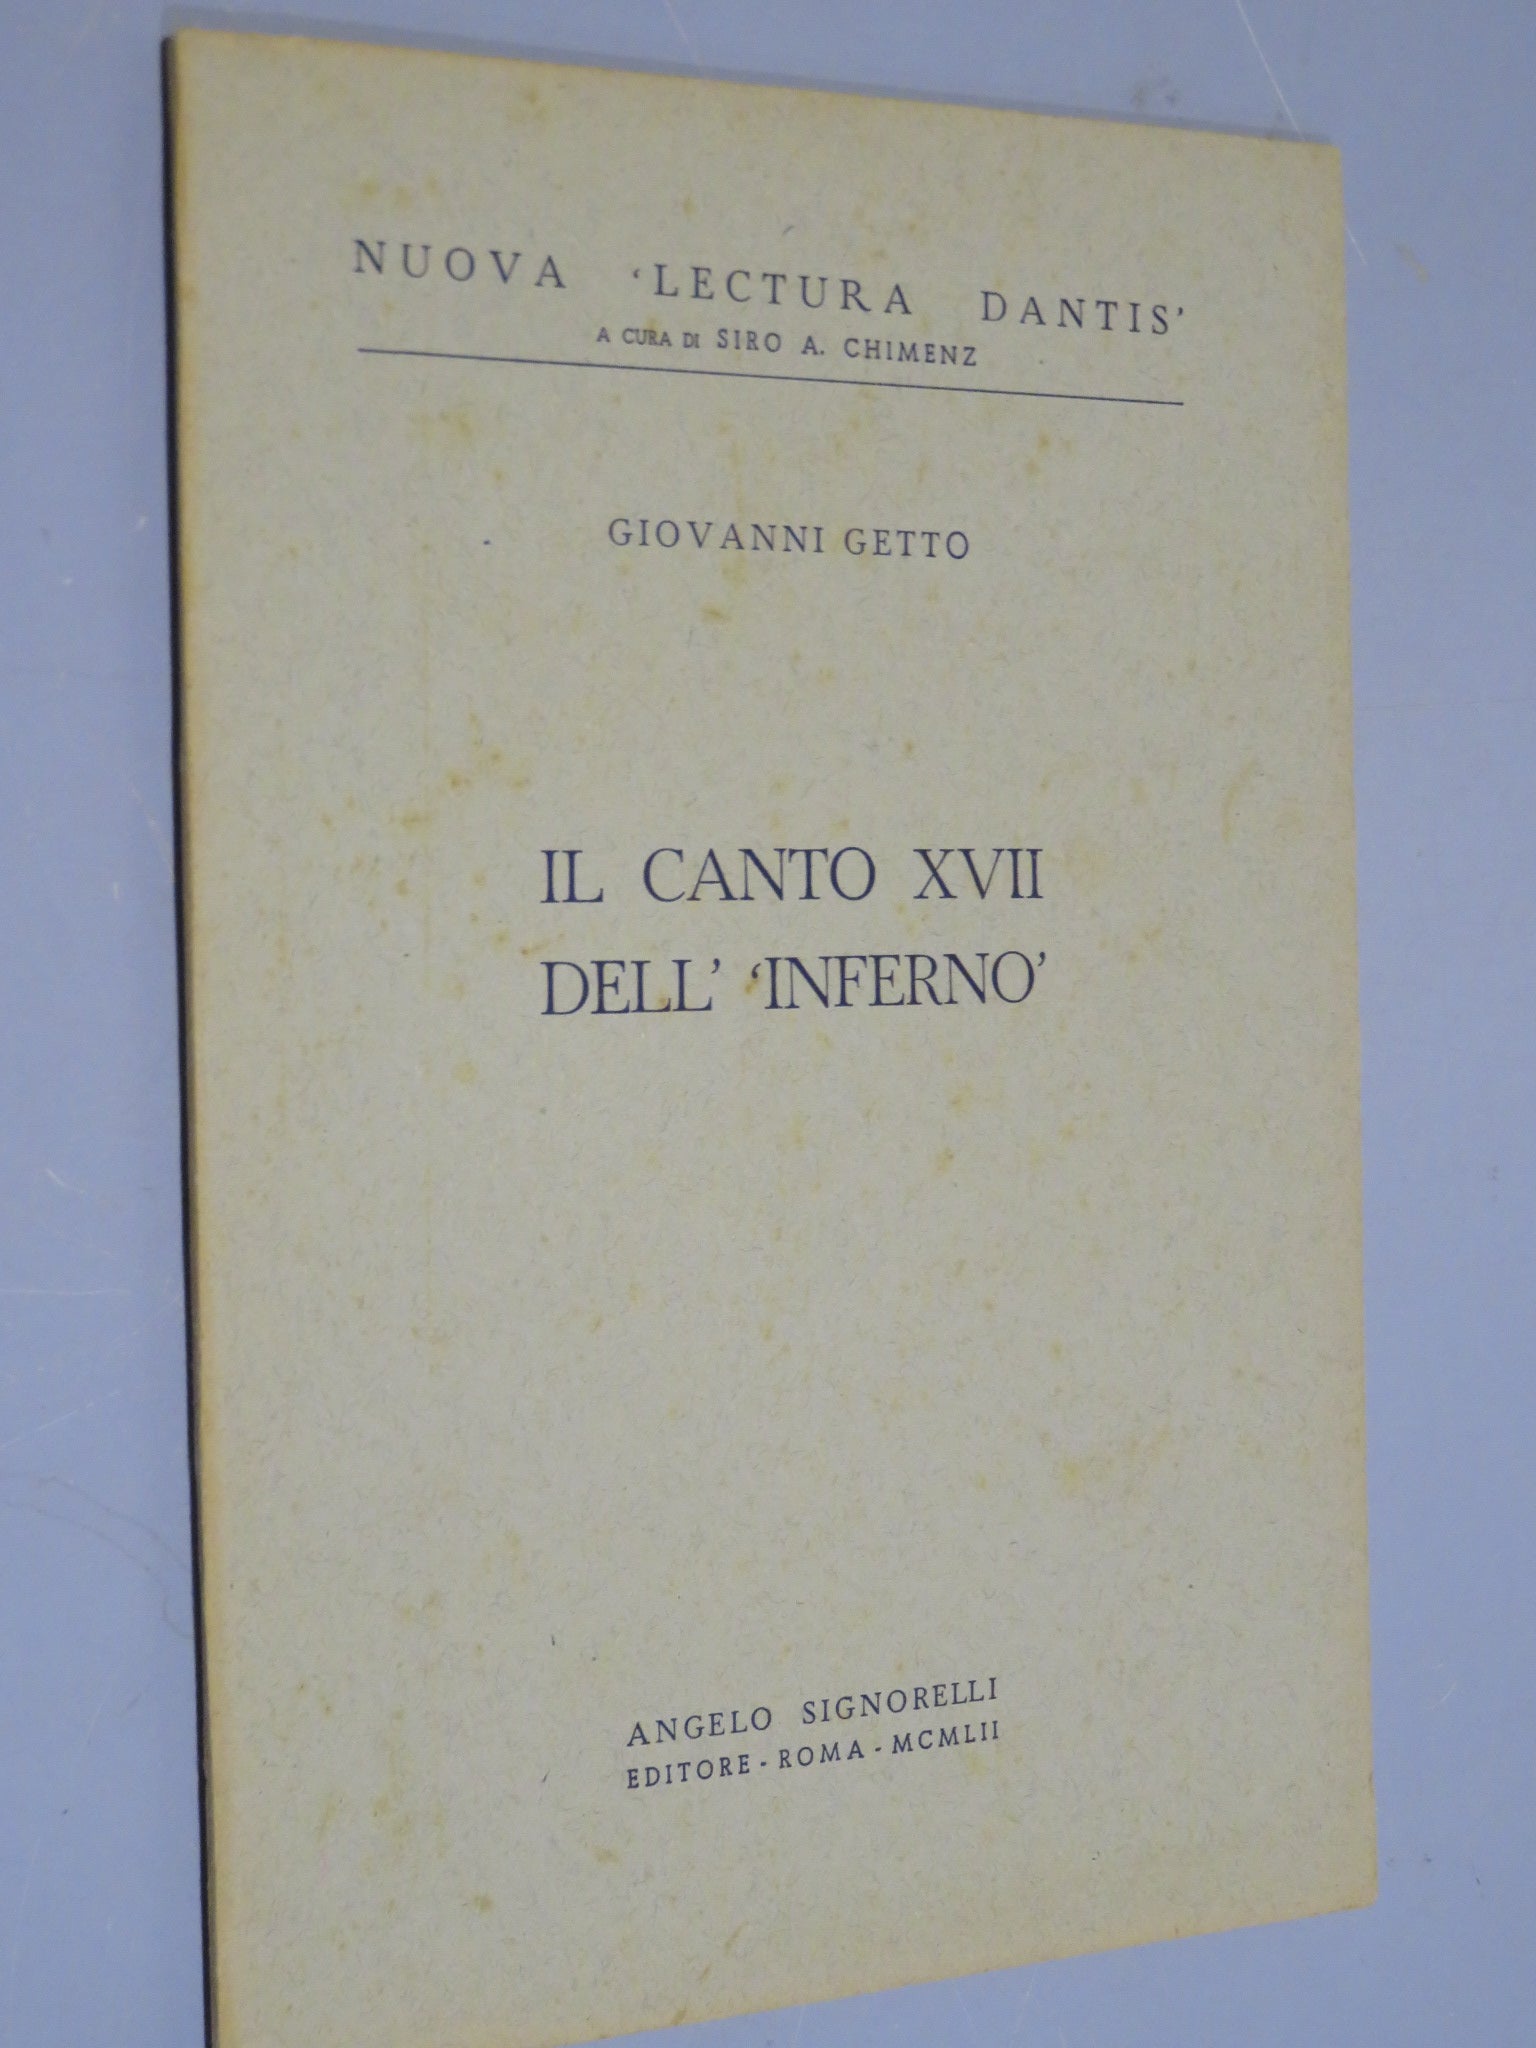 NUOVA ‘LECTURA DANTIS’
A CURA DI SIRO A. CHIMENZ
GIOVANNI GETTO
IL CANTO XVII
DELL’ ‘INFERNO’
ANGELO SIGNORELLI
EDITORE - ROMA - MCMLII